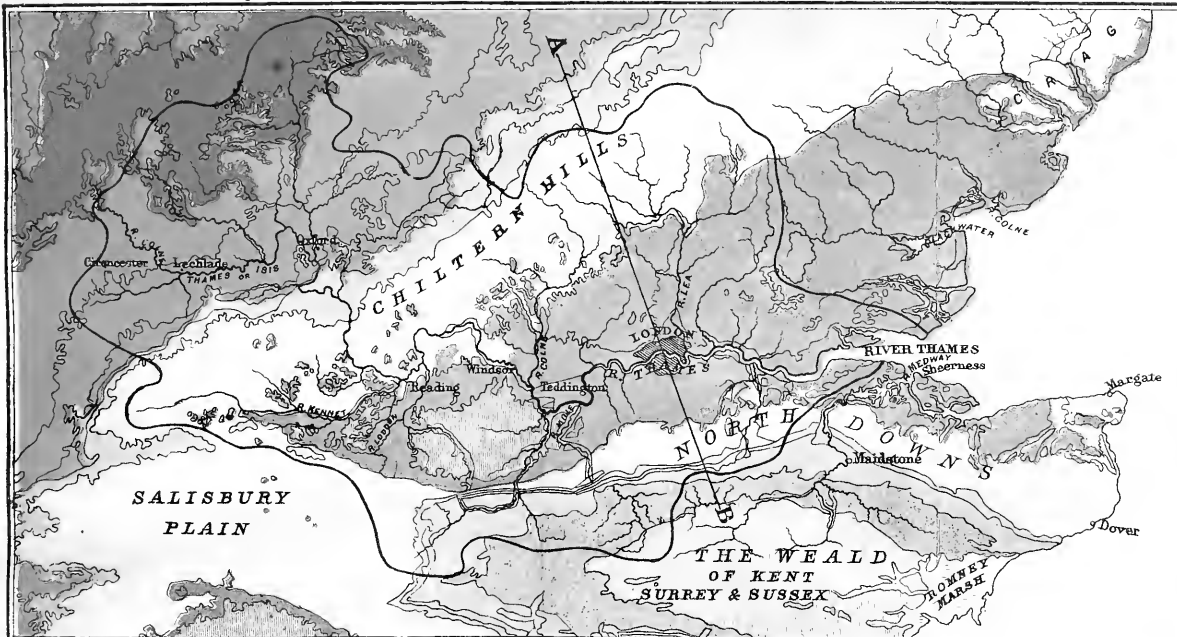 A
CRAG
CHILTERN HILLS
R. COLNE
BLACKWATER
Oxford
Cirencester
Lechlade
THAMES OR ISIS
R. LEA
LONDON
R. THAMES
RIVER THAMES
MEDWAY
Sheerness
Margate
R. COLNE
Windsor
Reading
Teddington
R. KENNET
R. LODDON
NORTH DOWNS
Maidstone
SALISBURY
PLAIN
B
Dover
THE WEALD
OF KENT
SURREY & SUSSEX
ROMNEY
MARSH